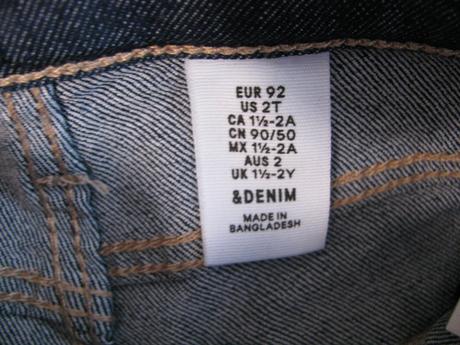 EUR 92
US 2T
CA 1½-2A
CN 90/50
MX 1½-2A
AUS 2
UK 1½-2Y
&DENIM
MADE IN
BANGLADESH